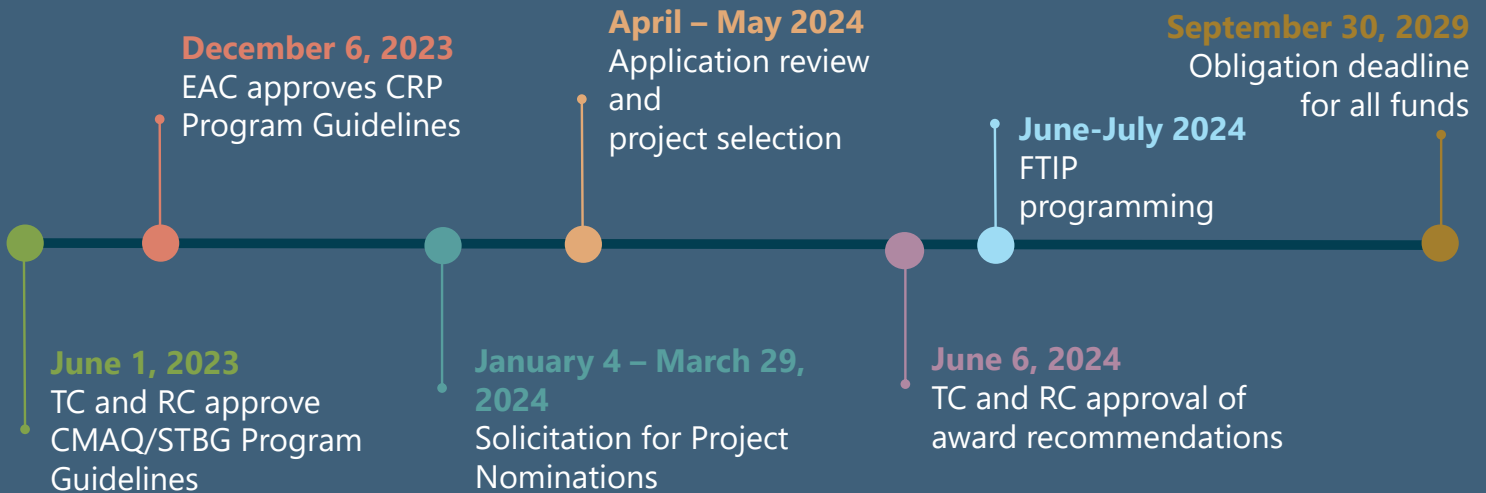 June 1, 2023
TC and RC approve
CMAQ/STBG Program
Guidelines
December 6, 2023
EAC approves CRP
Program Guidelines
January 4 – March 29,
2024
Solicitation for Project
Nominations
April – May 2024
Application review
and
project selection
June 6, 2024
TC and RC approval of
award recommendations
June-July 2024
FTIP
programming
September 30, 2029
Obligation deadline
for all funds